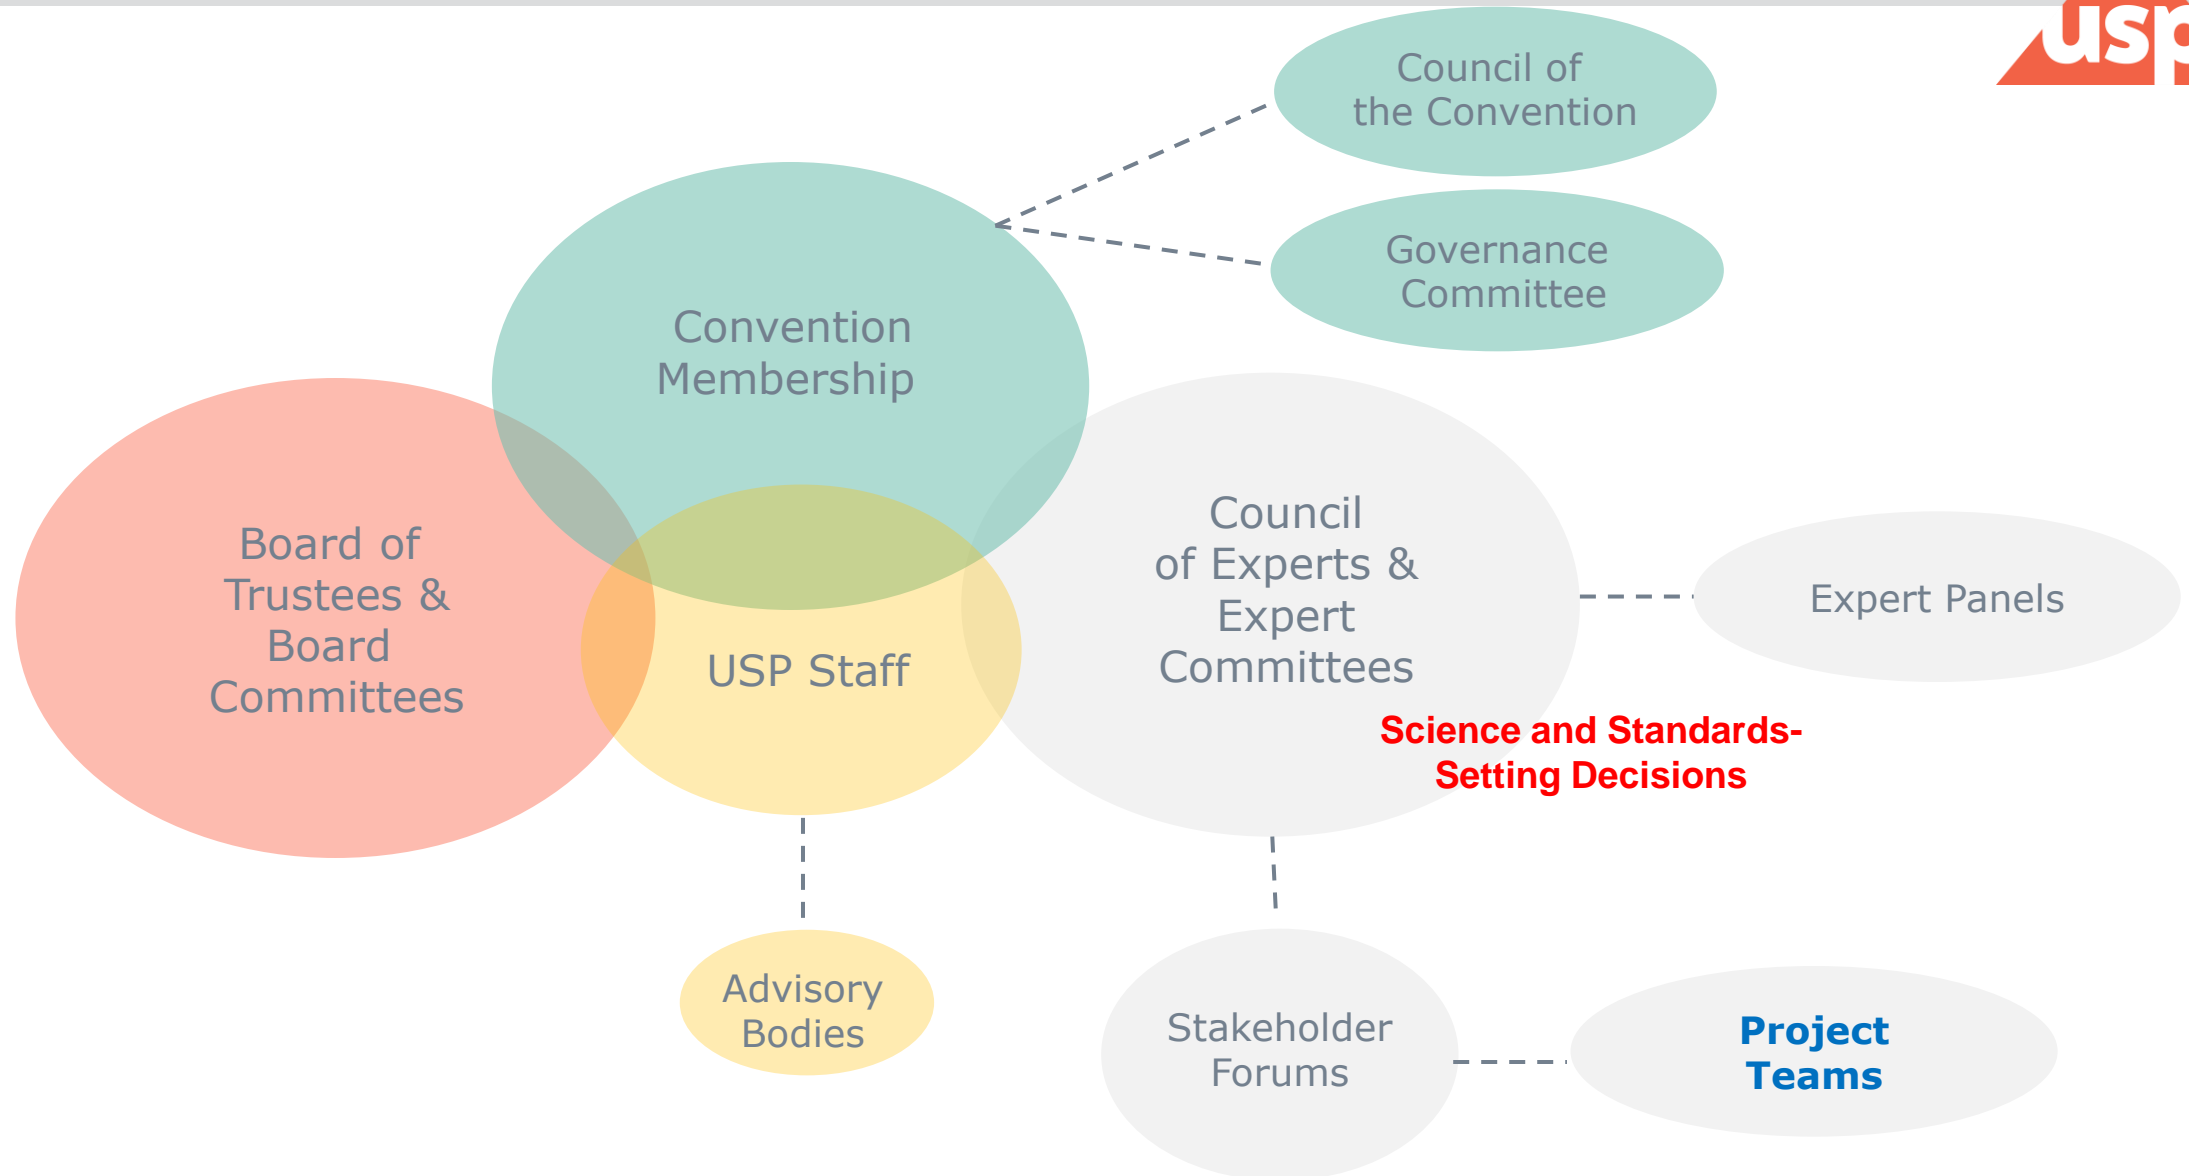 usp
Council of
the Convention
Governance
Committee
Convention
Membership
Board of
Trustees &
Board
Committees
USP Staff
Council
of Experts &
Expert
Committees
Expert Panels
Science and Standards-
Setting Decisions
Advisory
Bodies
Stakeholder
Forums
Project
Teams